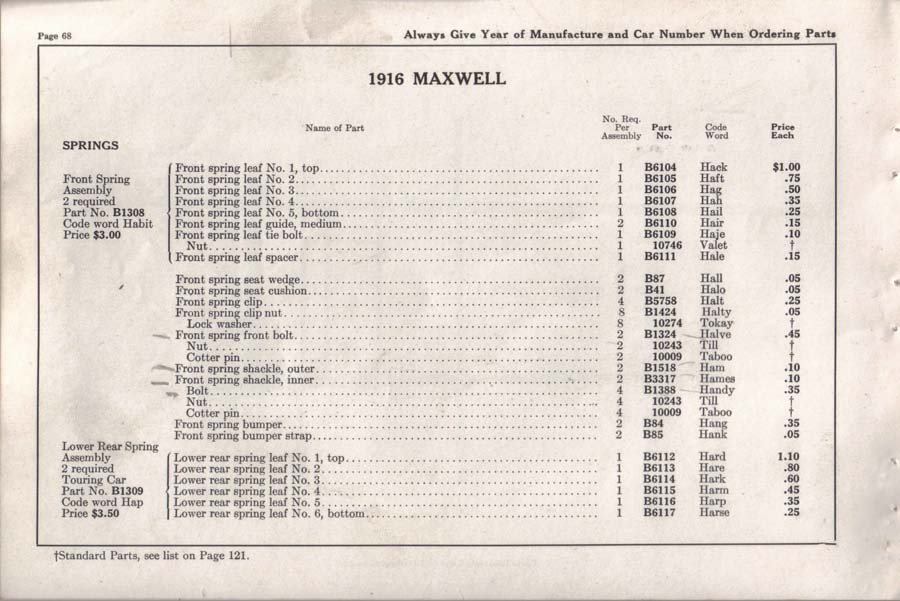 Page 68
Always Give Year of Manufacture and Car Number When Ordering Parts
1916 MAXWELL
Name of Part No. Req. Per Assembly Part No. Code Word Price Each
SPRINGS
Front Spring
Assembly
2 required
Part No. B1308
Code word Habit
Price $3.00
Front spring leaf No. 1, top 1 B6104 Hack $1.00
Front spring leaf No. 2 1 B6105 Haft .75
Front spring leaf No. 3 1 B6106 Hag .50
Front spring leaf No. 4 1 B6107 Hah .35
Front spring leaf No. 5, bottom 1 B6108 Hail .25
Front spring leaf guide, medium 2 B6110 Hair .15
Front spring leaf tie bolt 1 B6109 Haje .10
Nut 1 10746 Valet †
Front spring leaf spacer 1 B6111 Hale .15
Front spring seat wedge 2 B87 Hall .05
Front spring seat cushion 2 B41 Halo .05
Front spring clip 4 B5758 Halt .25
Front spring clip nut 8 B1424 Halty .05
Lock washer 8 10274 Tokay †
Front spring front bolt 2 B1324 Halve .45
Nut 2 10243 Till †
Cotter pin 2 10009 Taboo †
Front spring shackle, outer 2 B1518 Ham .10
Front spring shackle, inner 2 B3317 Hames .10
Bolt 4 B1388 Handy .35
Nut 4 10243 Till †
Cotter pin 4 10009 Taboo †
Front spring bumper 2 B84 Hang .35
Front spring bumper strap 2 B85 Hank .05
Lower Rear Spring
Assembly
2 required
Touring Car
Part No. B1309
Code word Hap
Price $3.50
Lower rear spring leaf No. 1, top 1 B6112 Hard 1.10
Lower rear spring leaf No. 2 1 B6113 Hare .80
Lower rear spring leaf No. 3 1 B6114 Hark .60
Lower rear spring leaf No. 4 1 B6115 Harm .45
Lower rear spring leaf No. 5 1 B6116 Harp .35
Lower rear spring leaf No. 6, bottom 1 B6117 Harse .25
†Standard Parts, see list on Page 121.